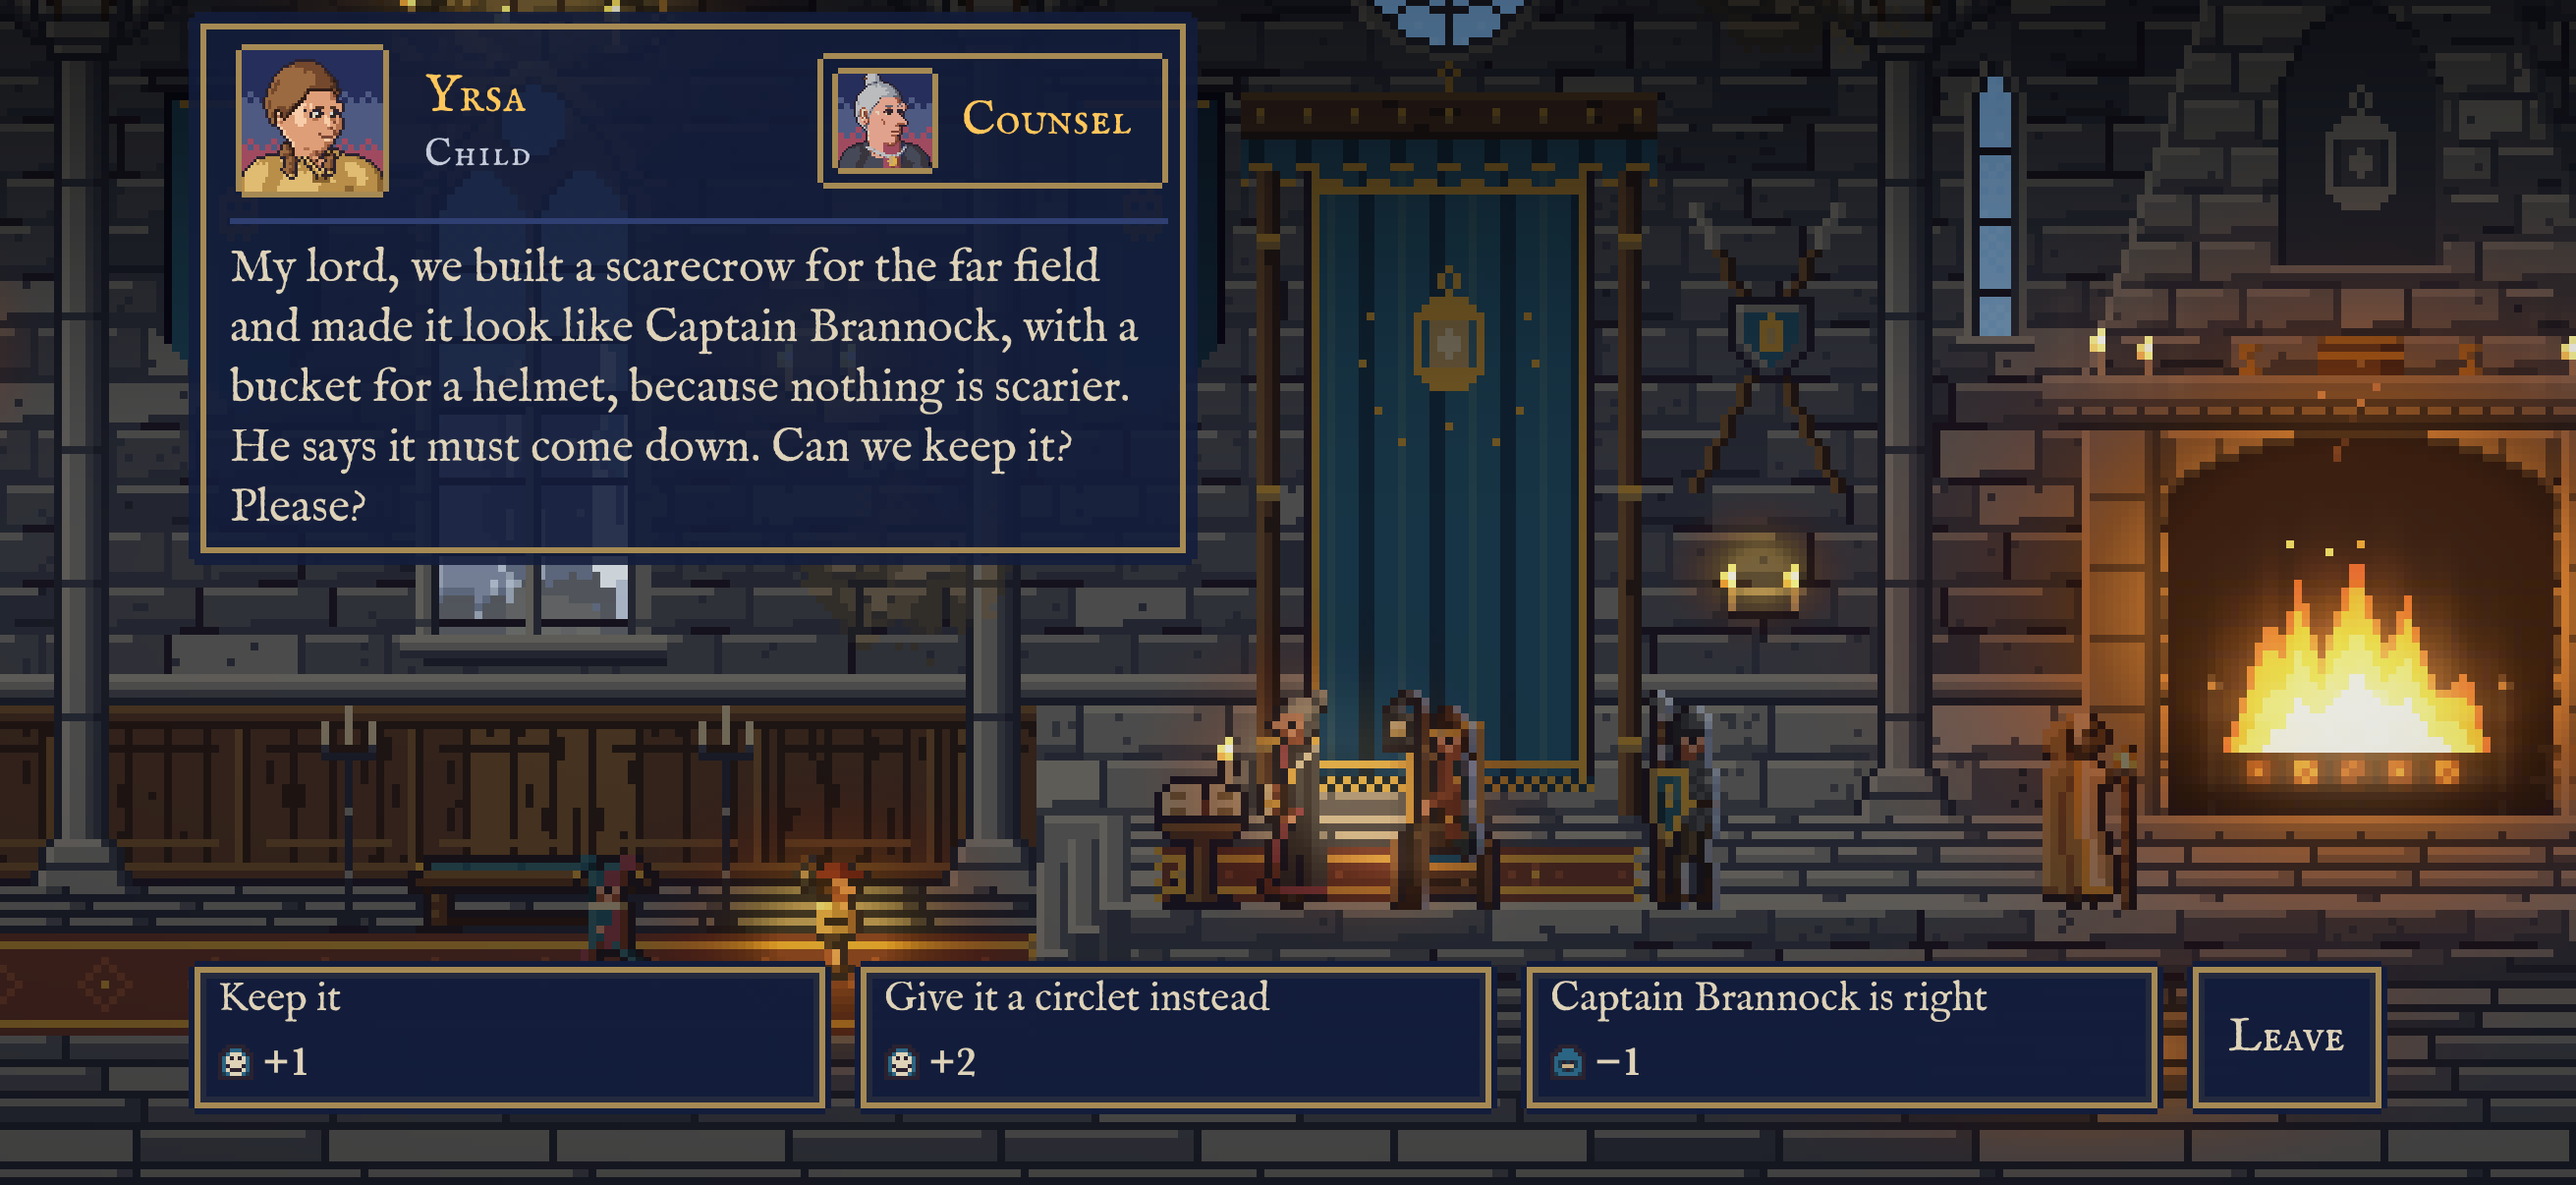 Yrsa
Child
Counsel
My lord, we built a scarecrow for the far field
and made it look like Captain Brannock, with a
bucket for a helmet, because nothing is scarier.
He says it must come down. Can we keep it?
Please?
Keep it
+1
Give it a circlet instead
+2
Captain Brannock is right
−1
Leave